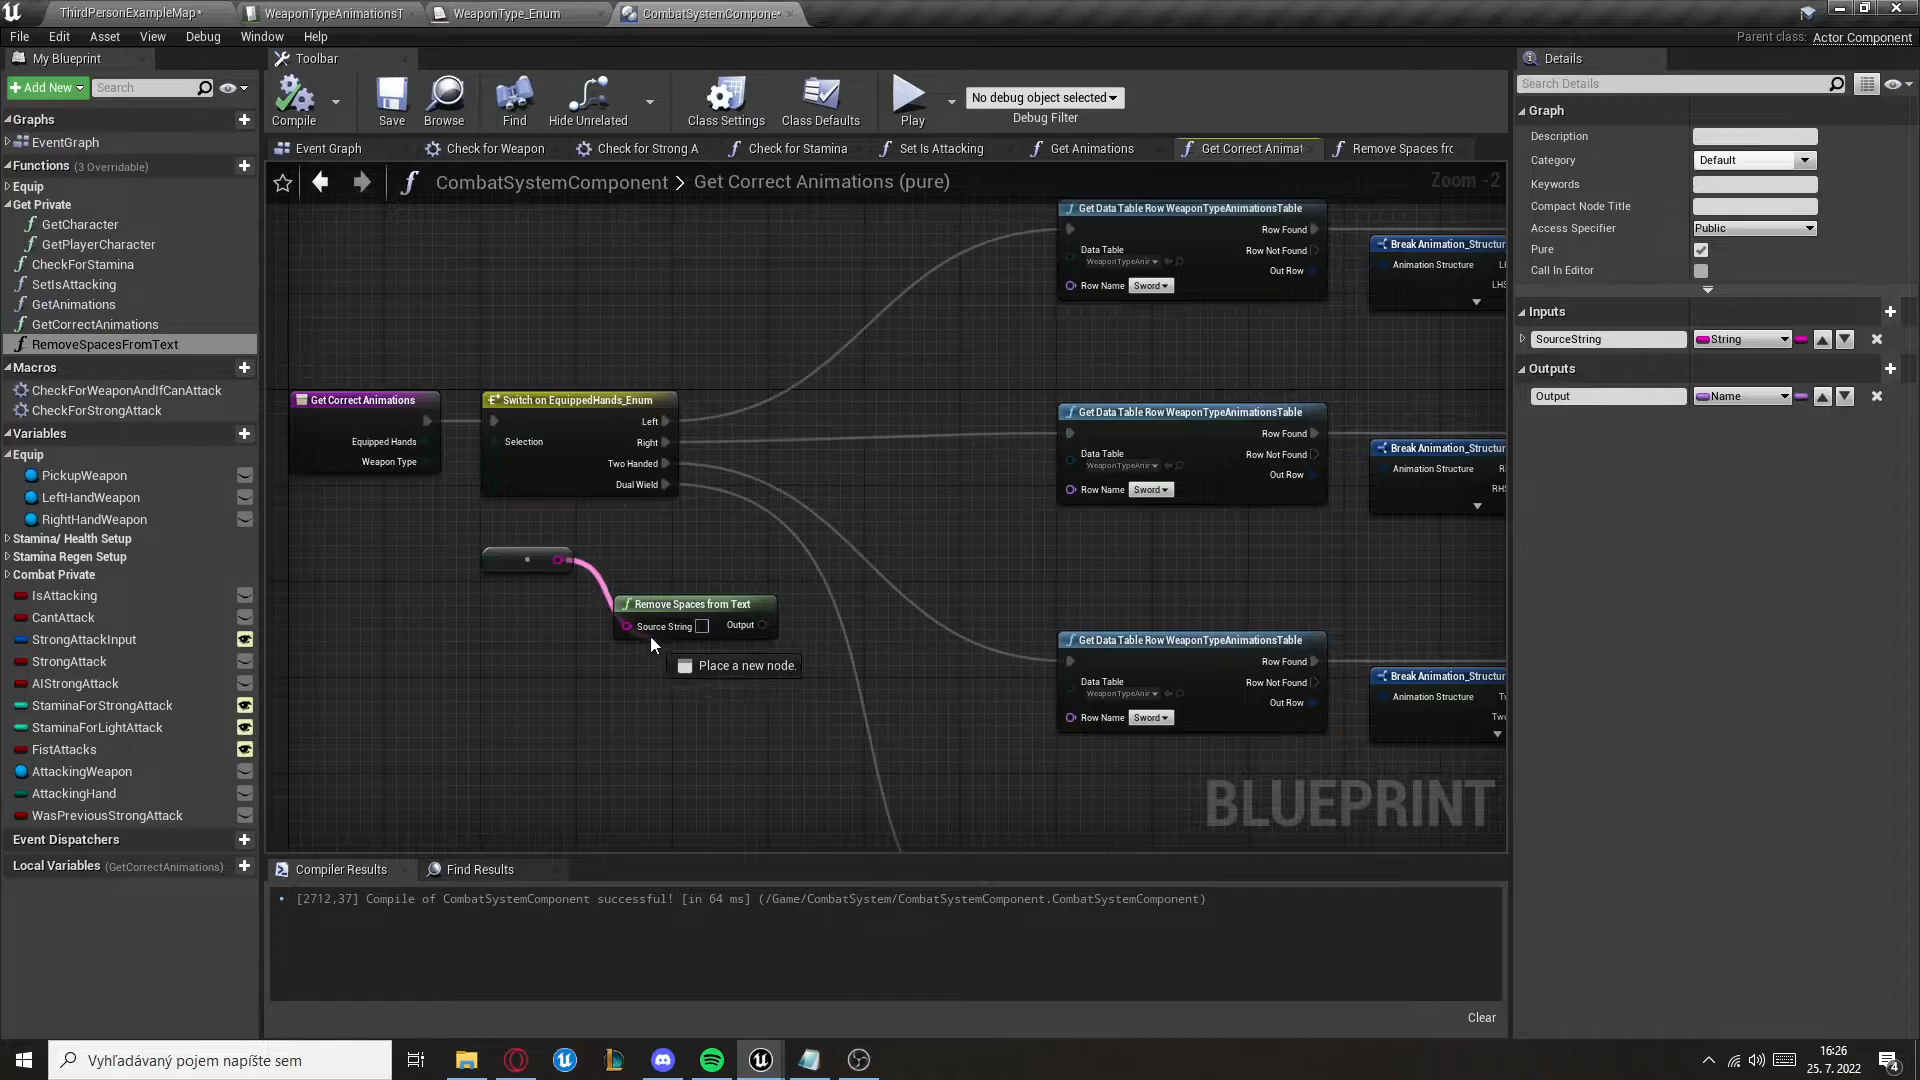 ThirdPersonExampleMap*
WeaponTypeAnimationsT
WeaponType_Enum
CombatSystemComponen*
File Edit Asset View Debug Window Help
Parent class: Actor Component
My Blueprint
Toolbar
Details
Add New
Search
Compile
Save
Browse
Find
Hide Unrelated
Class Settings
Class Defaults
Play
No debug object selected
Debug Filter
Search Details
Graphs
EventGraph
Functions (3 Overridable)
Equip
Get Private
GetCharacter
GetPlayerCharacter
CheckForStamina
SetIsAttacking
GetAnimations
GetCorrectAnimations
RemoveSpacesFromText
Macros
CheckForWeaponAndIfCanAttack
CheckForStrongAttack
Variables
Equip
PickupWeapon
LeftHandWeapon
RightHandWeapon
Stamina/ Health Setup
Stamina Regen Setup
Combat Private
IsAttacking
CantAttack
StrongAttackInput
StrongAttack
AIStrongAttack
StaminaForStrongAttack
StaminaForLightAttack
FistAttacks
AttackingWeapon
AttackingHand
WasPreviousStrongAttack
Event Dispatchers
Local Variables (GetCorrectAnimations)
Event Graph
Check for Weapon
Check for Strong A
Check for Stamina
Set Is Attacking
Get Animations
Get Correct Animat
Remove Spaces frc
CombatSystemComponent > Get Correct Animations (pure)
Zoom -2
Get Correct Animations
Equipped Hands
Weapon Type
Switch on EquippedHands_Enum
Selection
Left
Right
Two Handed
Dual Wield
Remove Spaces from Text
Source String
Output
Place a new node.
Get Data Table Row WeaponTypeAnimationsTable
Row Found
Data Table
WeaponTypeAnir
Row Not Found
Out Row
Row Name Sword
Break Animation_Structur
Animation Structure
LH
LHS
Get Data Table Row WeaponTypeAnimationsTable
Row Found
Data Table
WeaponTypeAnir
Row Not Found
Out Row
Row Name Sword
Break Animation_Structur
Animation Structure
RI
RHS
Get Data Table Row WeaponTypeAnimationsTable
Row Found
Data Table
WeaponTypeAnir
Row Not Found
Out Row
Row Name Sword
Break Animation_Structur
Animation Structure
Tw
Twc
BLUEPRINT
Graph
Description
Category Default
Keywords
Compact Node Title
Access Specifier Public
Pure
Call In Editor
Inputs
SourceString String
Outputs
Output Name
Compiler Results
Find Results
[2712,37] Compile of CombatSystemComponent successful! [in 64 ms] (/Game/CombatSystem/CombatSystemComponent.CombatSystemComponent)
Clear
Vyhľadávaný pojem napíšte sem
16:26
25. 7. 2022
4